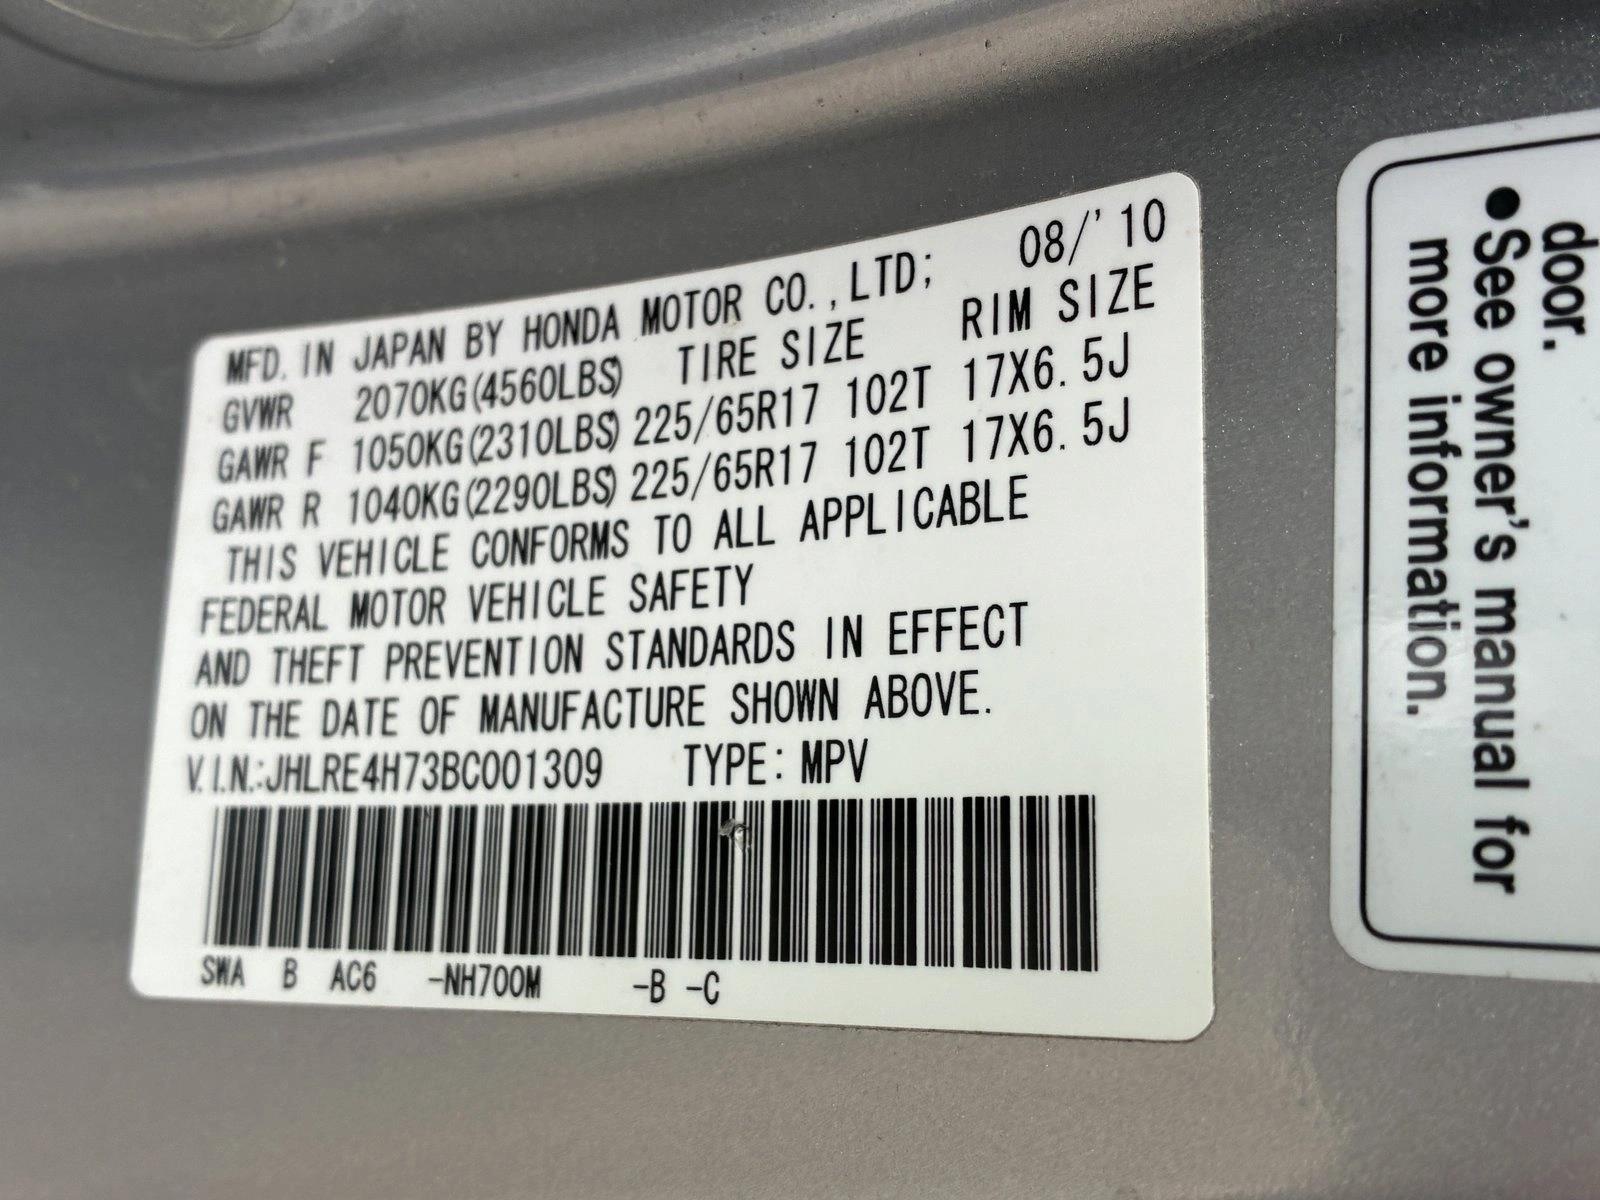 MFD. IN JAPAN BY HONDA MOTOR CO., LTD; 08/'10
GVWR 2070KG(4560LBS) TIRE SIZE RIM SIZE
GAWR F 1050KG(2310LBS) 225/65R17 102T 17X6.5J
GAWR R 1040KG(2290LBS) 225/65R17 102T 17X6.5J
THIS VEHICLE CONFORMS TO ALL APPLICABLE
FEDERAL MOTOR VEHICLE SAFETY
AND THEFT PREVENTION STANDARDS IN EFFECT
ON THE DATE OF MANUFACTURE SHOWN ABOVE.
V.I.N.:JHLRE4H73BC001309 TYPE: MPV
SWA B AC6 -NH700M -B -C
door.
●See owner's manual for
more information.